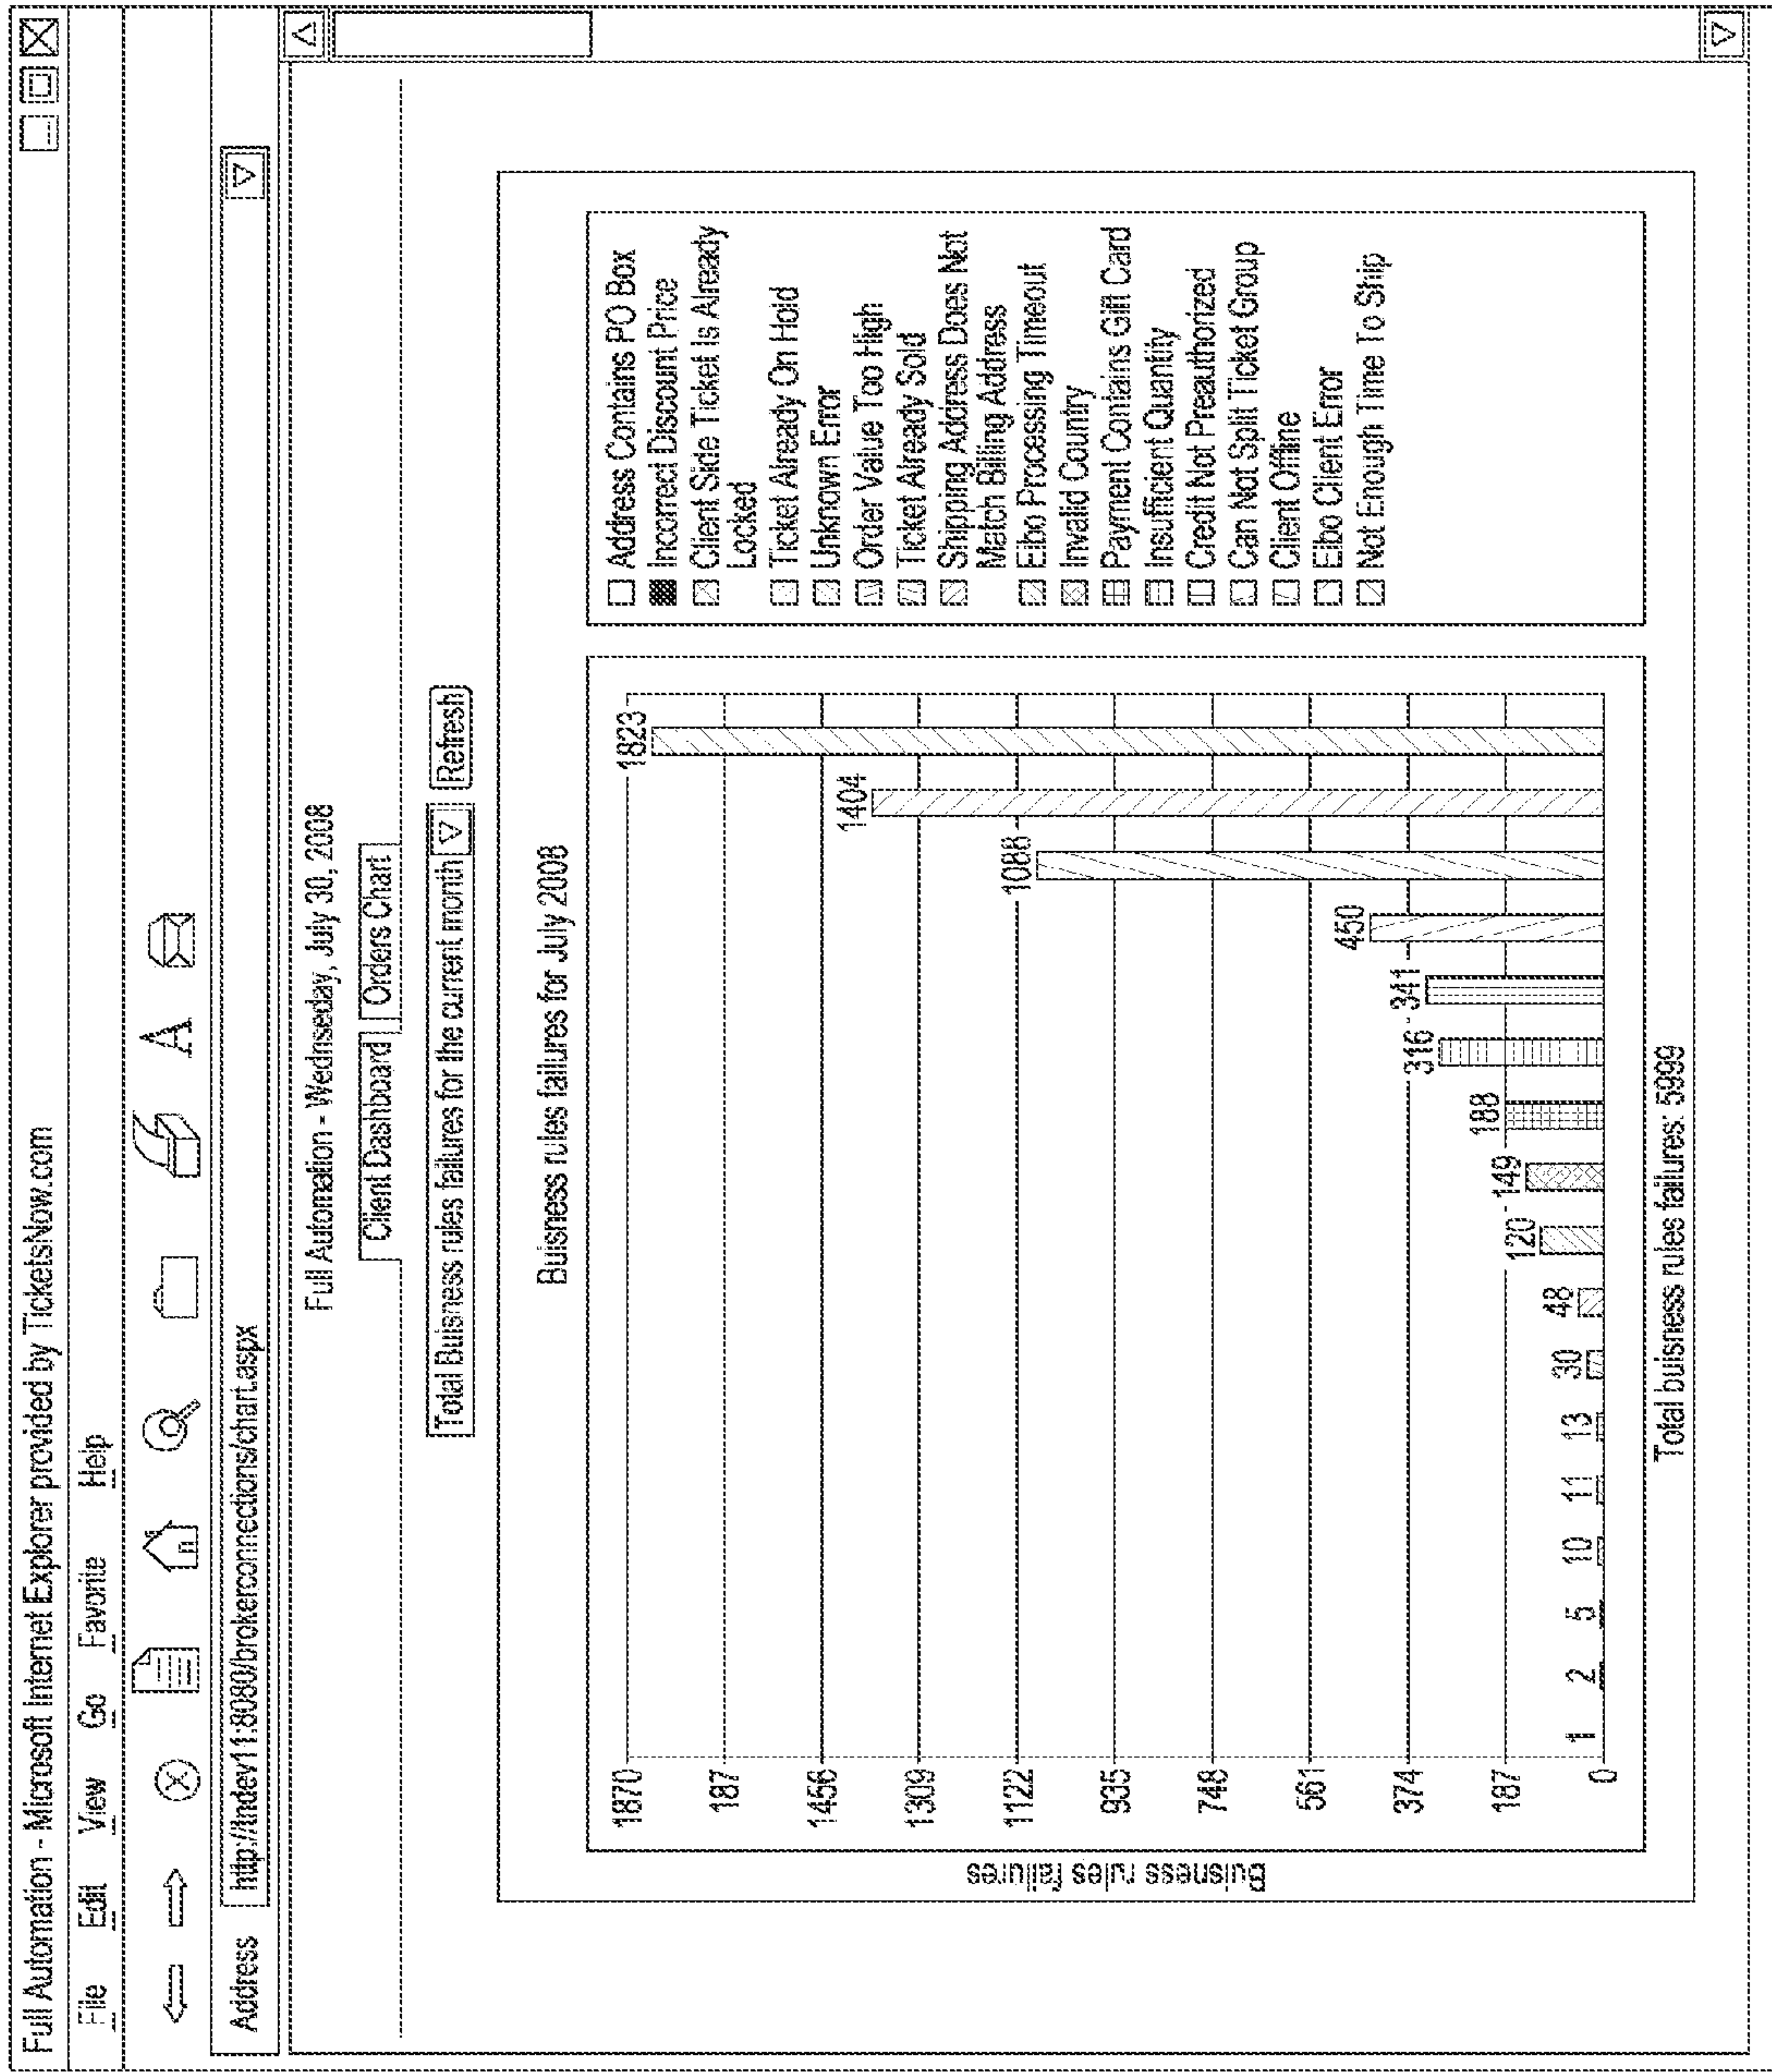 Full Automation - Microsoft Internet Explorer provided by TicketsNow.com
File Edit View Go Favorite Help
A
Address http://tndev11:8080/brokerconnections/chart.aspx
Full Automation - Wednseday, July 30, 2008
Client Dashboard Orders Chart
Total Buisness rules failures for the current month Refresh
Buisness rules failures for July 2008
Buisness rules failures
1870
187
1456
1309
1122
935
748
561
374
187
0
1 2 5 10 11 13 30 48 120 149 188 316 341 450 1086 1404 1823
Total buisness rules failures: 5999
Address Contains PO Box
Incorrect Discount Price
Client Side Ticket Is Already
Locked
Ticket Already On Hold
Unknown Error
Order Value Too High
Ticket Already Sold
Shipping Address Does Not
Match Billing Address
Eibo Processing Timeout
Invalid Country
Payment Contains Gift Card
Insufficient Quantity
Credit Not Preauthorized
Can Not Split Ticket Group
Client Offline
Eibo Client Error
Not Enough Time To Ship